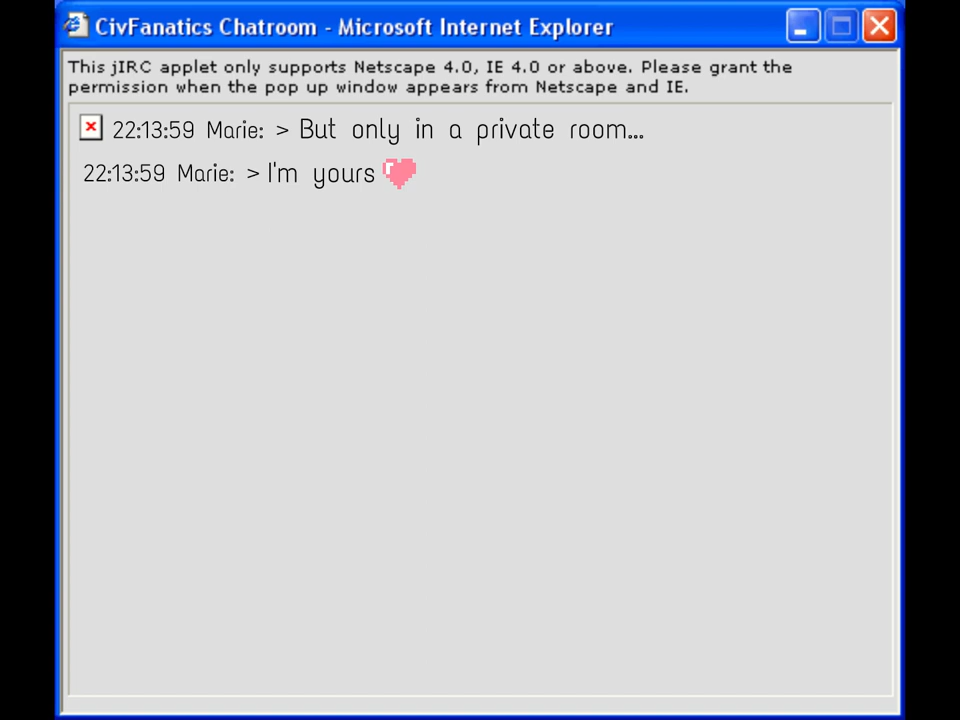 CivFanatics Chatroom - Microsoft Internet Explorer
This jIRC applet only supports Netscape 4.0, IE 4.0 or above. Please grant the
permission when the pop up window appears from Netscape and IE.
22:13:59 Marie: > But only in a private room...
22:13:59 Marie: > I'm yours